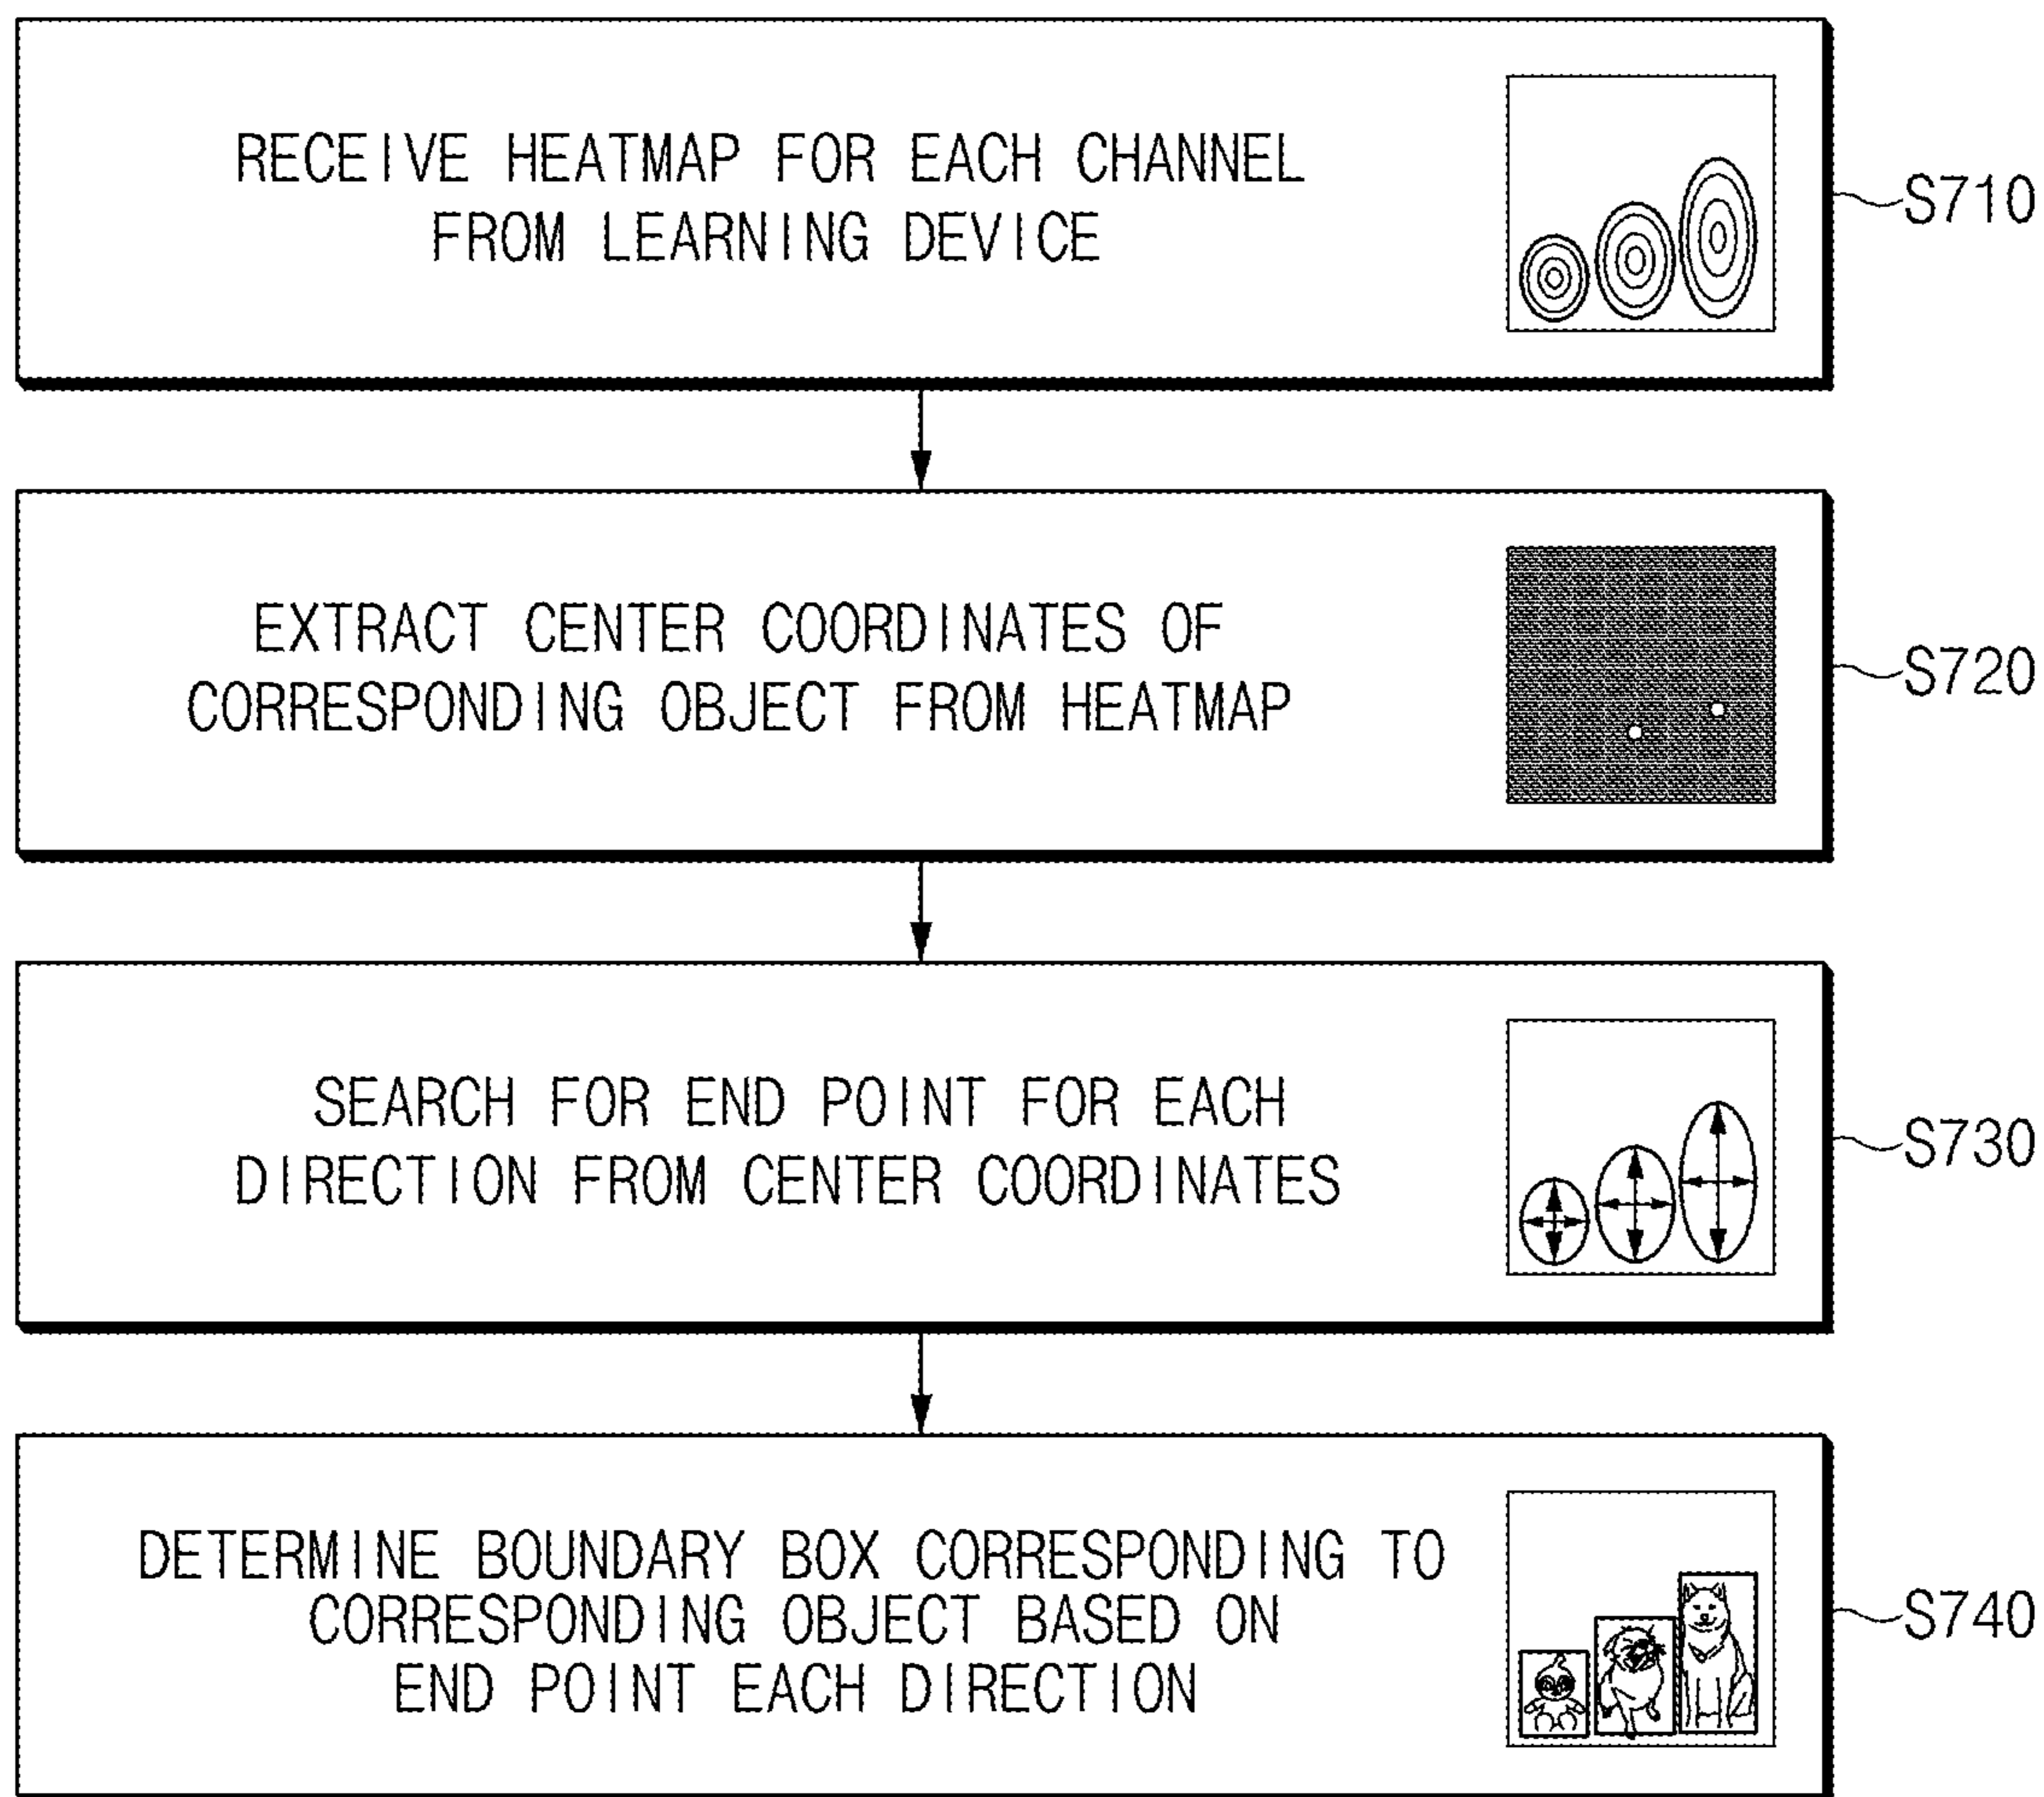 RECEIVE HEATMAP FOR EACH CHANNEL
FROM LEARNING DEVICE
S710
EXTRACT CENTER COORDINATES OF
CORRESPONDING OBJECT FROM HEATMAP
S720
SEARCH FOR END POINT FOR EACH
DIRECTION FROM CENTER COORDINATES
S730
DETERMINE BOUNDARY BOX CORRESPONDING TO
CORRESPONDING OBJECT BASED ON
END POINT EACH DIRECTION
S740